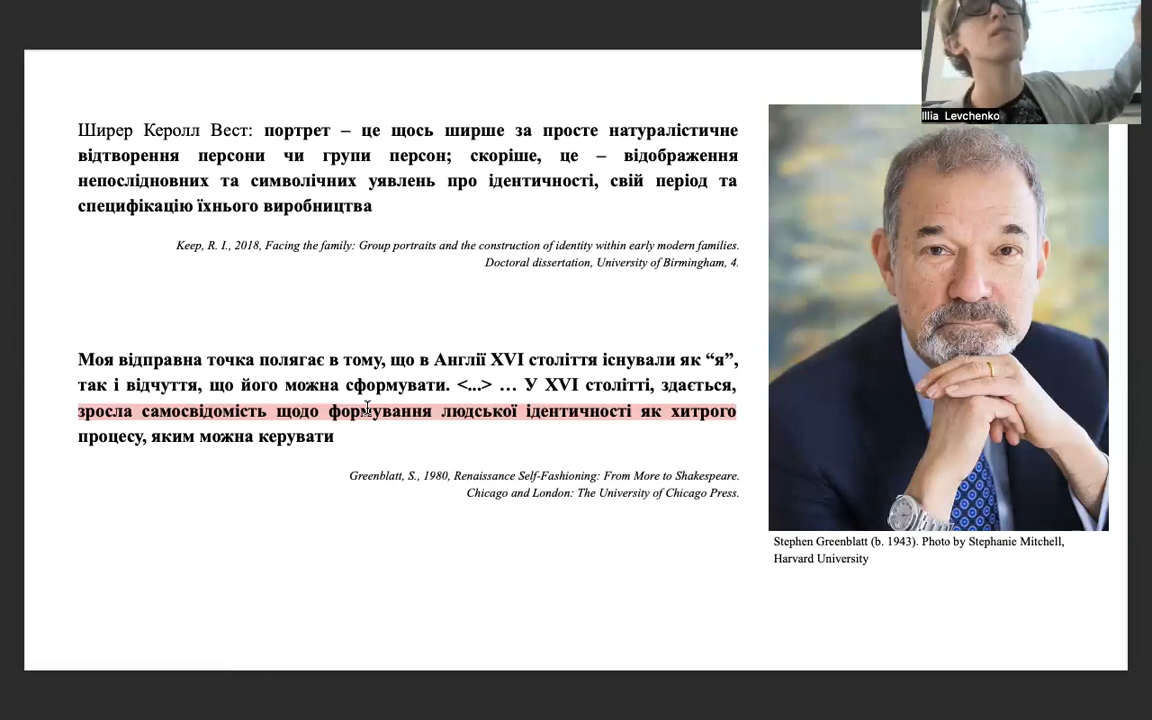 Illia Levchenko
Ширер Керолл Вест: портрет – це щось ширше за просте натуралістичне
відтворення персони чи групи персон; скоріше, це – відображення
непослідновних та символічних уявлень про ідентичності, свій період та
специфікацію їхнього виробництва
Keep, R. I., 2018, Facing the family: Group portraits and the construction of identity within early modern families.
Doctoral dissertation, University of Birmingham, 4.
Моя відправна точка полягає в тому, що в Англії XVI століття існували як “я”,
так і відчуття, що його можна сформувати. <...> … У XVI столітті, здається,
зросла самосвідомість щодо формування людської ідентичності як хитрого
процесу, яким можна керувати
Greenblatt, S., 1980, Renaissance Self-Fashioning: From More to Shakespeare.
Chicago and London: The University of Chicago Press.
Stephen Greenblatt (b. 1943). Photo by Stephanie Mitchell,
Harvard University